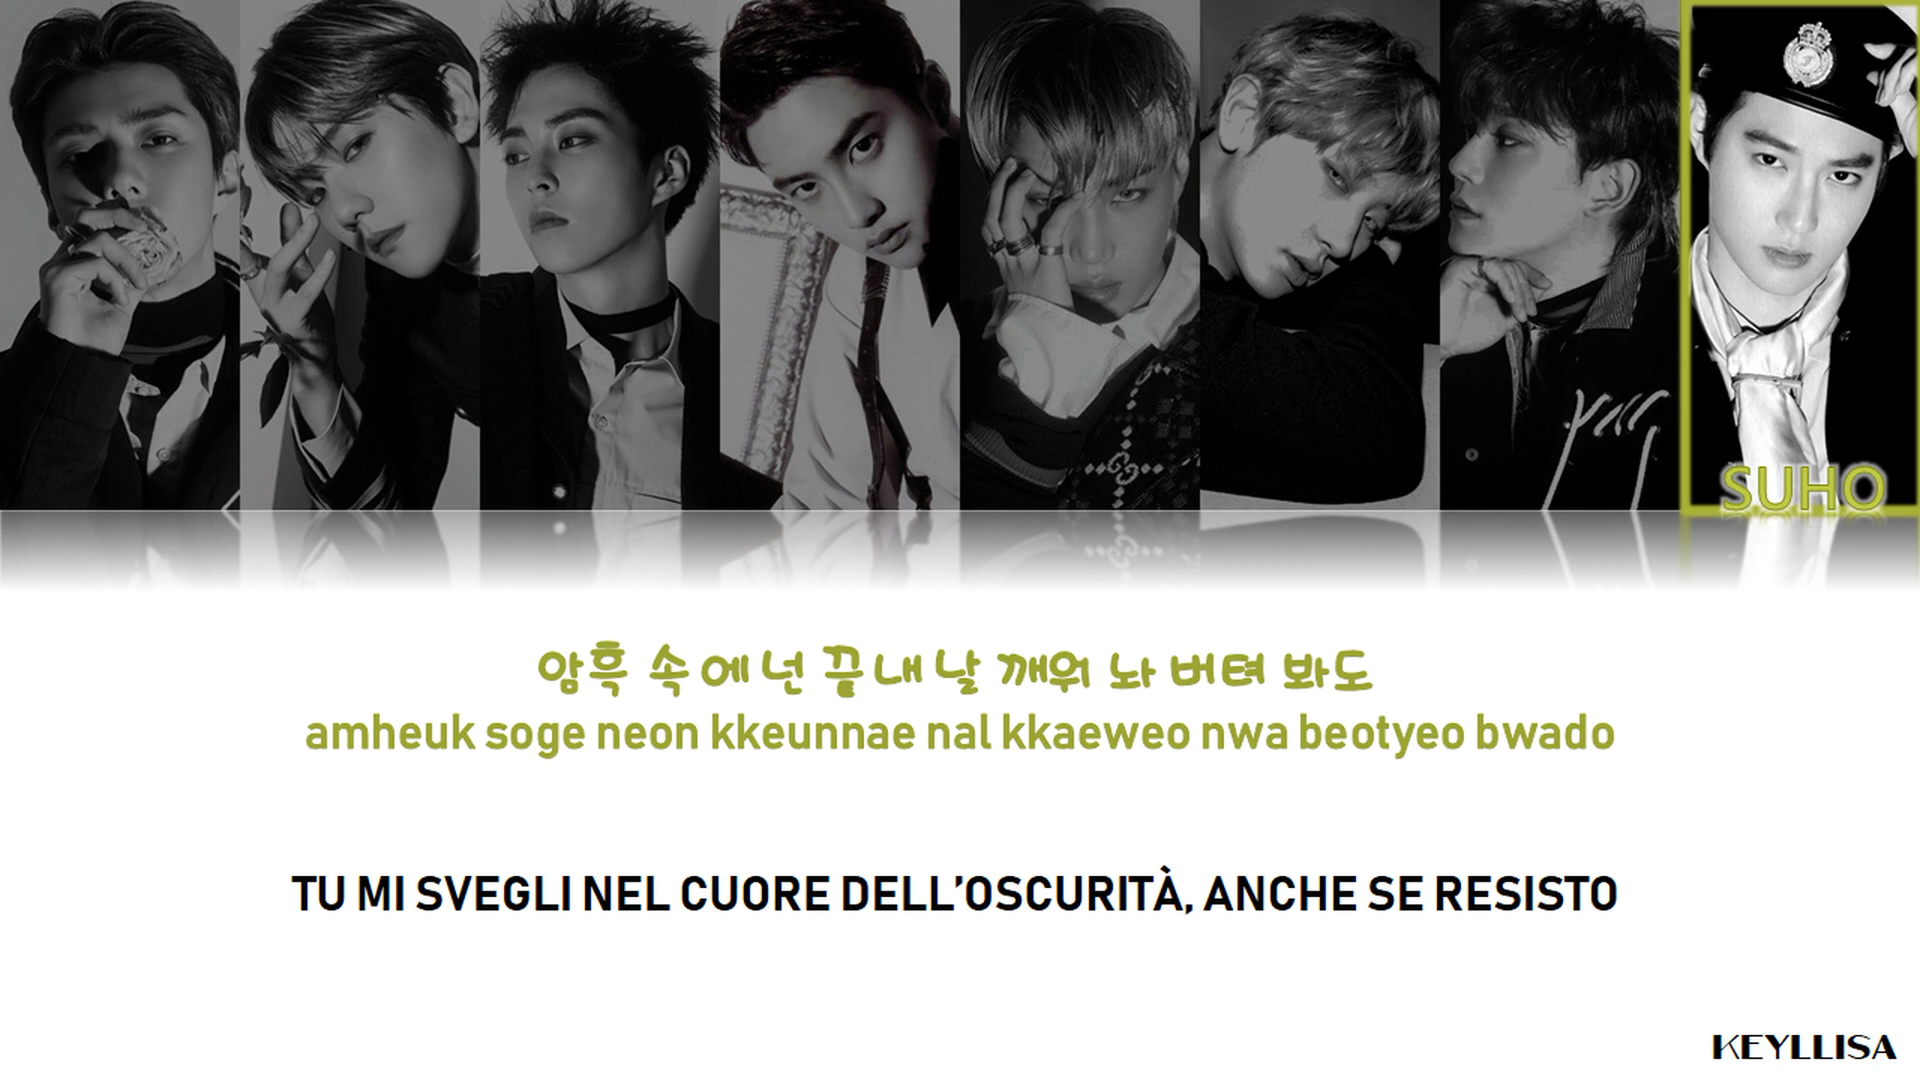 SUHO
암흑 속에 넌 끝내 날 깨워 놔 버텨 봐도
amheuk soge neon kkeunnae nal kkaeweo nwa beotyeo bwado
TU MI SVEGLI NEL CUORE DELL’OSCURITÀ, ANCHE SE RESISTO
KEYLLISA